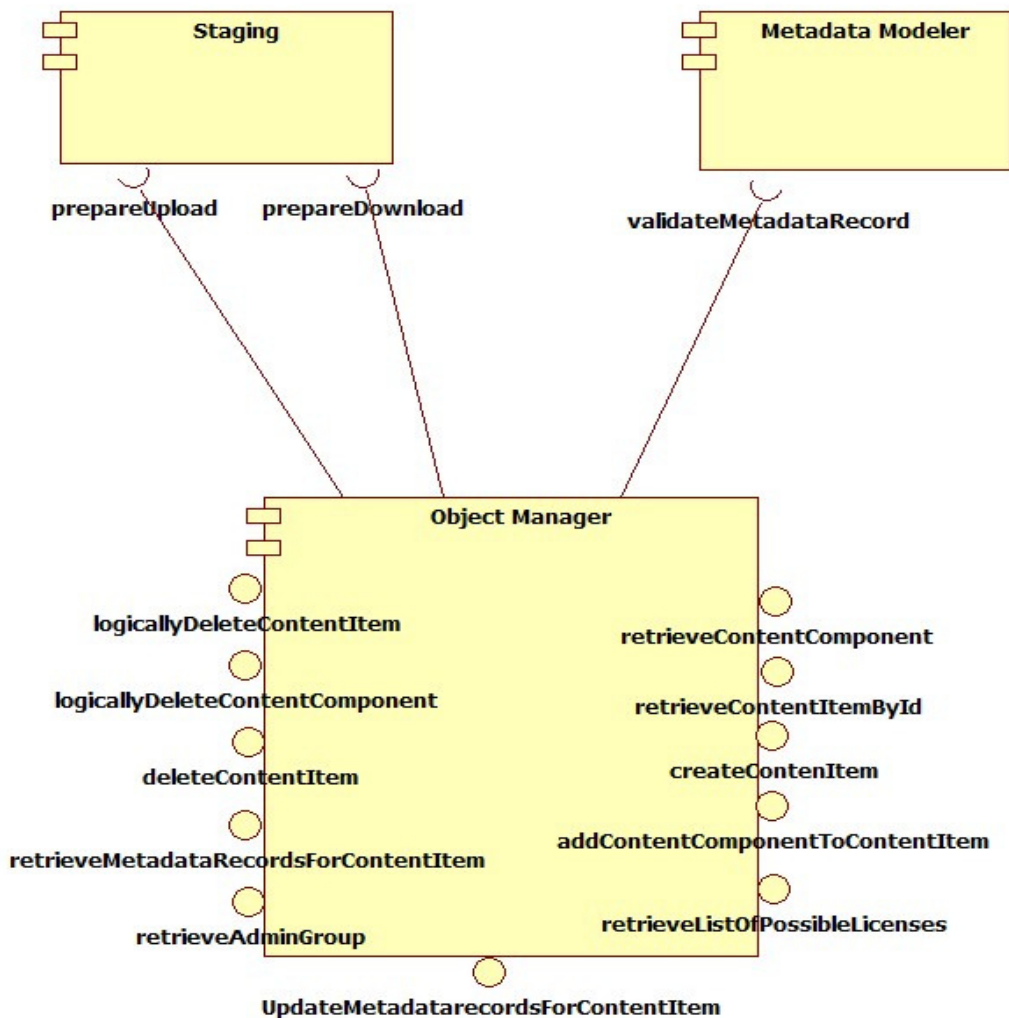 Staging
Metadata Modeler
prepareUpload
prepareDownload
validateMetadataRecord
Object Manager
logicallyDeleteContentItem
retrieveContentComponent
logicallyDeleteContentComponent
retrieveContentItemById
deleteContentItem
createContenItem
retrieveMetadataRecordsForContentItem
addContentComponentToContentItem
retrieveAdminGroup
retrieveListOfPossibleLicenses
UpdateMetadatarecordsForContentItem